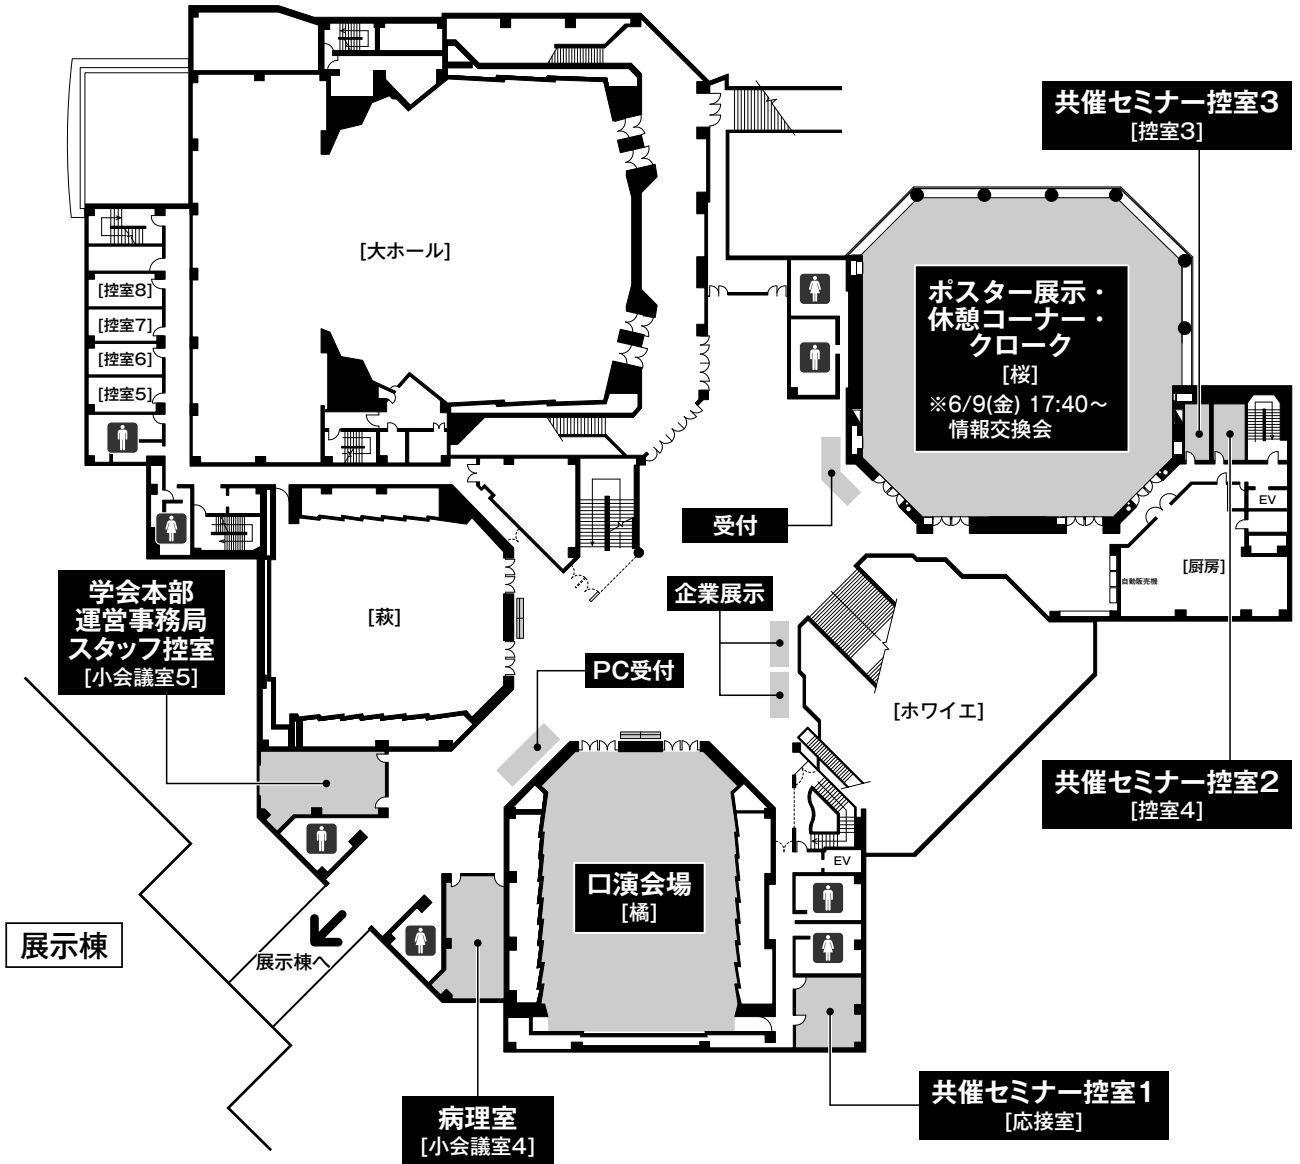 共催セミナー控室3
[控室3]
[大ホール]
[控室8]
[控室7]
[控室6]
[控室5]
ポスター展示・
休憩コーナー・
クローク
[桜]
※6/9(金) 17:40~
情報交換会
受付
EV
[厨房]
自動販売機
学会本部
運営事務局
スタッフ控室
[小会議室5]
[萩]
企業展示
PC受付
[ホワイエ]
共催セミナー控室2
[控室4]
EV
口演会場
[橘]
展示棟
展示棟へ
共催セミナー控室1
[応接室]
病理室
[小会議室4]